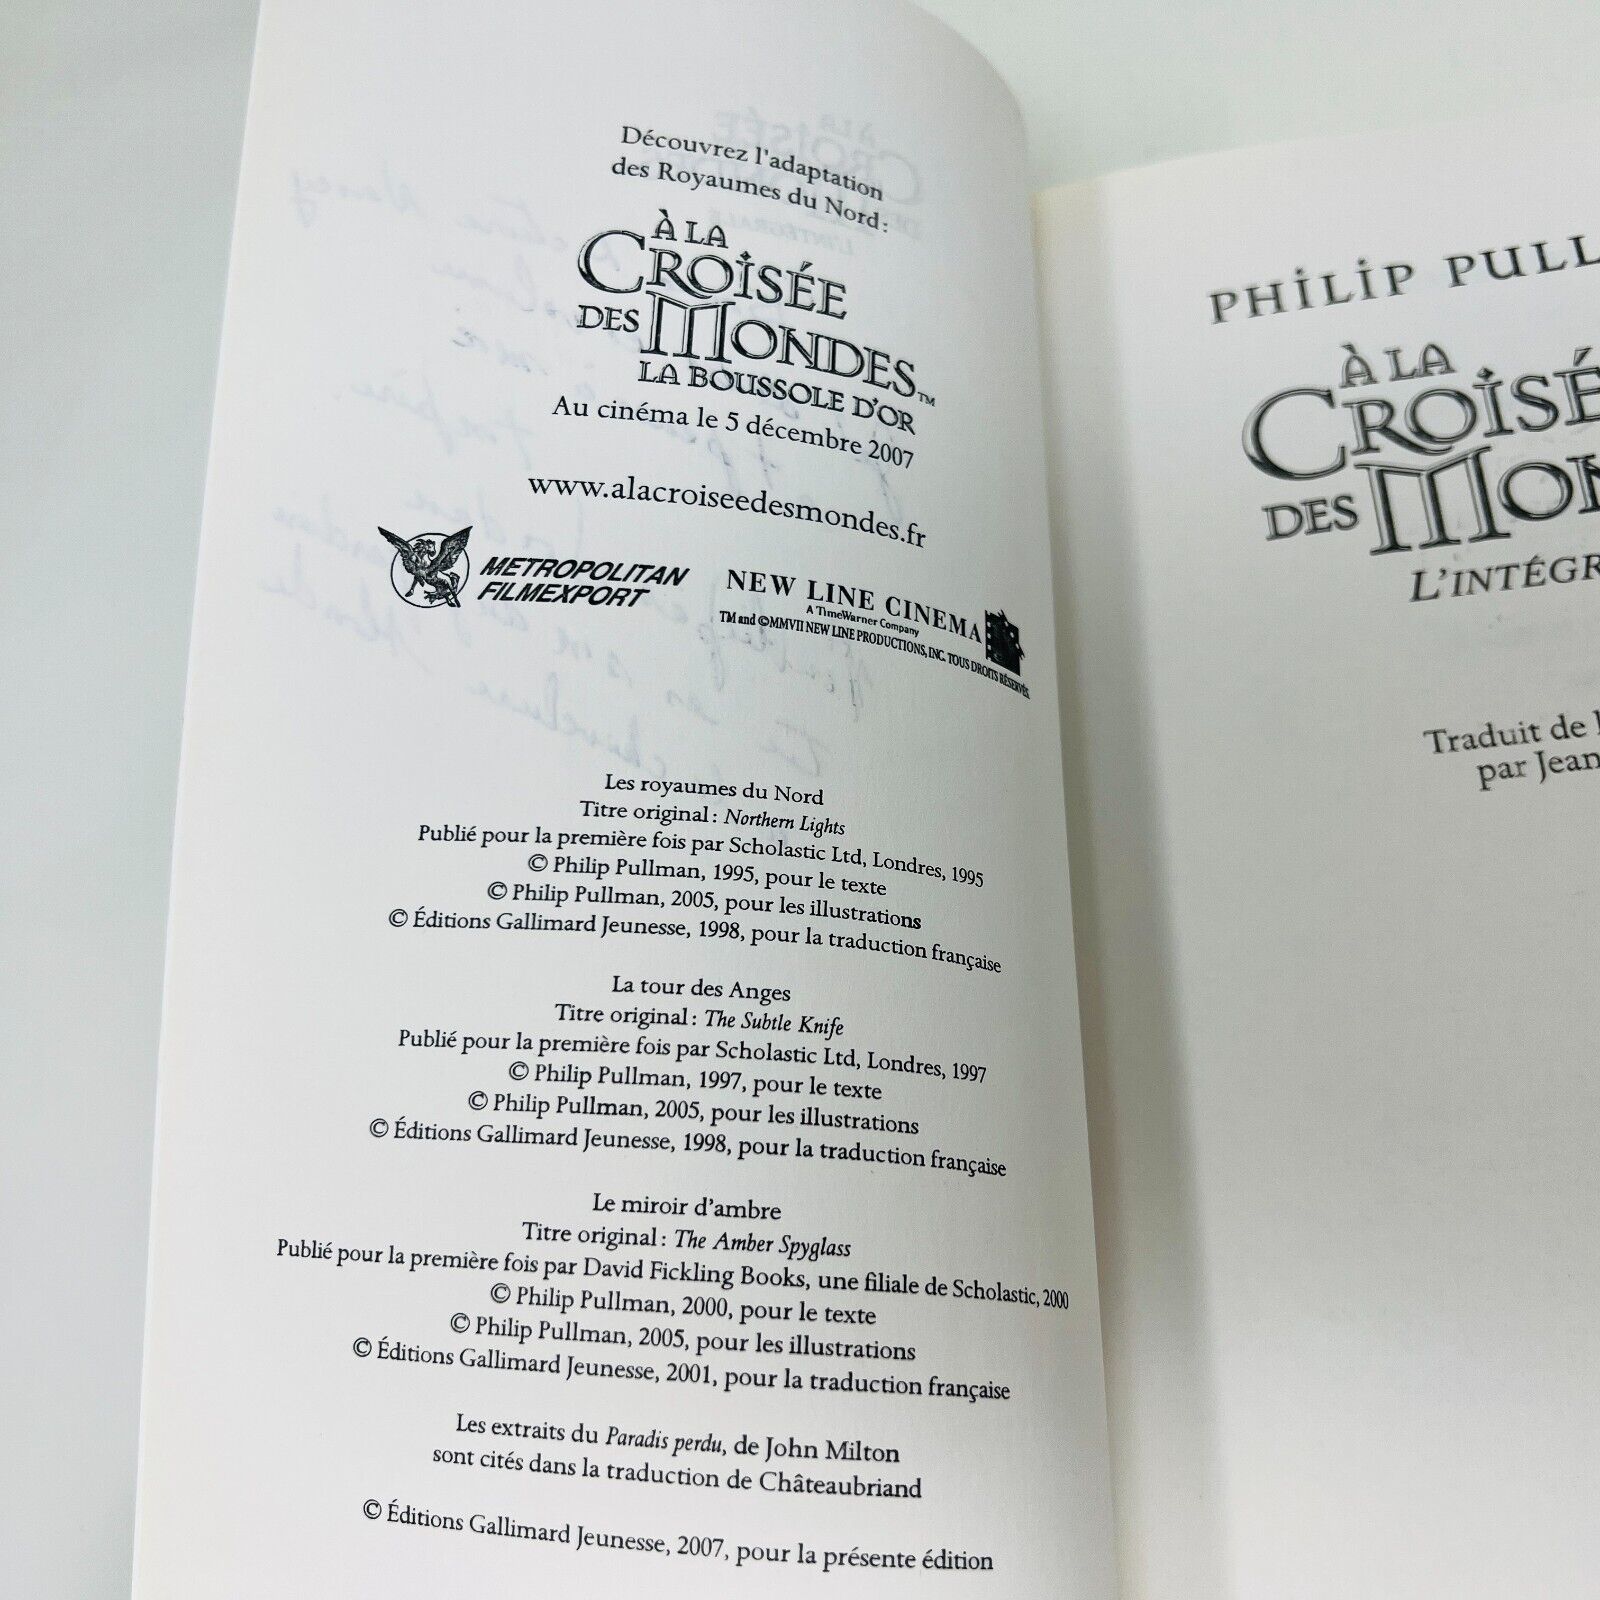 Découvrez l'adaptation
des Royaumes du Nord :
À LA
CROISÉE
DES MONDES™
LA BOUSSOLE D'OR
Au cinéma le 5 décembre 2007
www.alacroiseedesmondes.fr
METROPOLITAN
FILMEXPORT
NEW LINE CINEMA
A TimeWarner Company
TM and ©MMVII NEW LINE PRODUCTIONS, INC. TOUS DROITS RÉSERVÉS.
Les royaumes du Nord
Titre original : Northern Lights
Publié pour la première fois par Scholastic Ltd, Londres, 1995
© Philip Pullman, 1995, pour le texte
© Philip Pullman, 2005, pour les illustrations
© Éditions Gallimard Jeunesse, 1998, pour la traduction française
La tour des Anges
Titre original : The Subtle Knife
Publié pour la première fois par Scholastic Ltd, Londres, 1997
© Philip Pullman, 1997, pour le texte
© Philip Pullman, 2005, pour les illustrations
© Éditions Gallimard Jeunesse, 1998, pour la traduction française
Le miroir d'ambre
Titre original : The Amber Spyglass
Publié pour la première fois par David Fickling Books, une filiale de Scholastic, 2000
© Philip Pullman, 2000, pour le texte
© Philip Pullman, 2005, pour les illustrations
© Éditions Gallimard Jeunesse, 2001, pour la traduction française
Les extraits du Paradis perdu, de John Milton
sont cités dans la traduction de Châteaubriand
© Éditions Gallimard Jeunesse, 2007, pour la présente édition
PHILIP PULL
À LA
CROISÉ
DES MON
L'INTÉGR
Traduit de l
par Jean